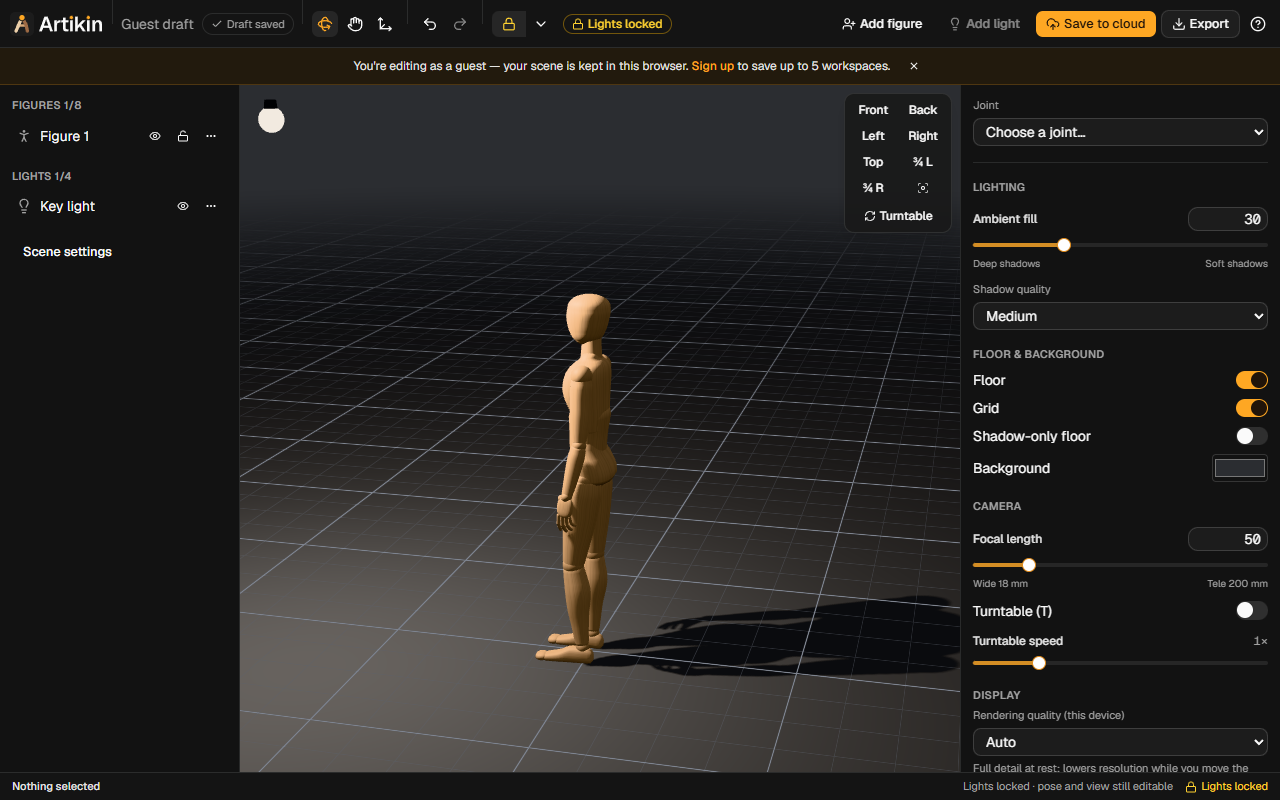 Artikin
Guest draft
Draft saved
Lights locked
Add figure
Add light
Save to cloud
Export
You're editing as a guest — your scene is kept in this browser. Sign up to save up to 5 workspaces.
FIGURES 1/8
Figure 1
LIGHTS 1/4
Key light
Scene settings
Front Back
Left Right
Top ¾ L
¾ R
Turntable
Joint
Choose a joint...
LIGHTING
Ambient fill 30
Deep shadows Soft shadows
Shadow quality
Medium
FLOOR & BACKGROUND
Floor
Grid
Shadow-only floor
Background
CAMERA
Focal length 50
Wide 18 mm Tele 200 mm
Turntable (T)
Turntable speed 1×
DISPLAY
Rendering quality (this device)
Auto
Full detail at rest; lowers resolution while you move the
Nothing selected
Lights locked · pose and view still editable
Lights locked